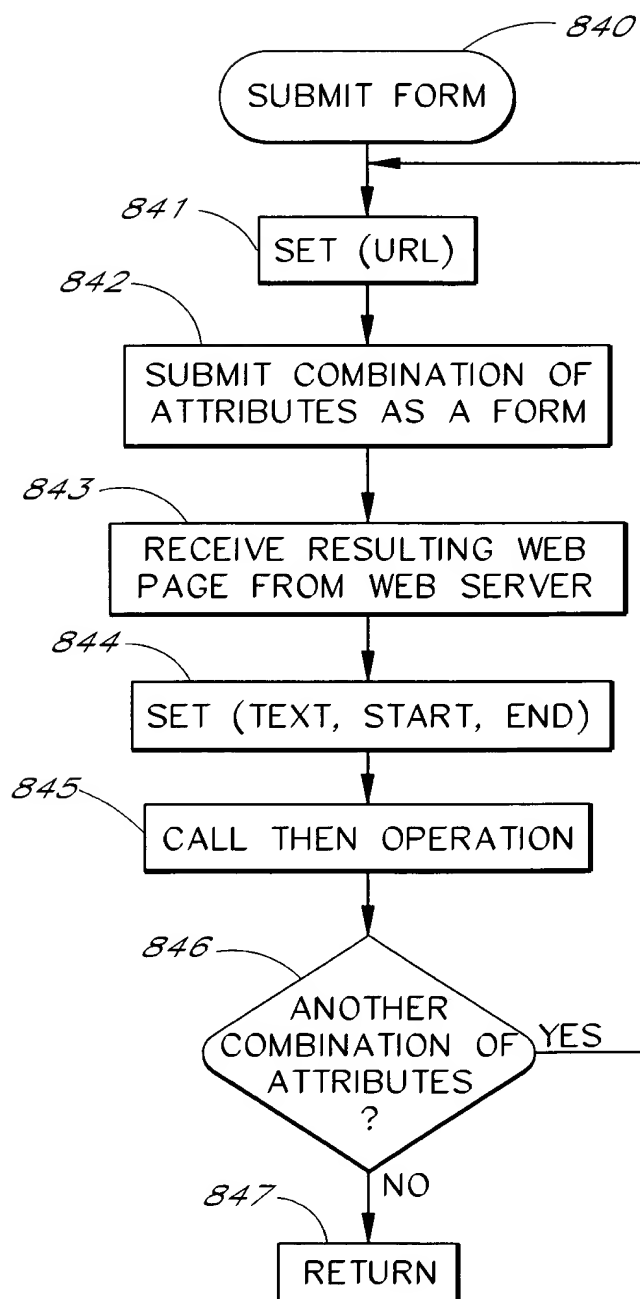 840
SUBMIT FORM
841
SET (URL)
842
SUBMIT COMBINATION OF
ATTRIBUTES AS A FORM
843
RECEIVE RESULTING WEB
PAGE FROM WEB SERVER
844
SET (TEXT, START, END)
845
CALL THEN OPERATION
846
ANOTHER
COMBINATION OF
ATTRIBUTES
?
YES
NO
847
RETURN